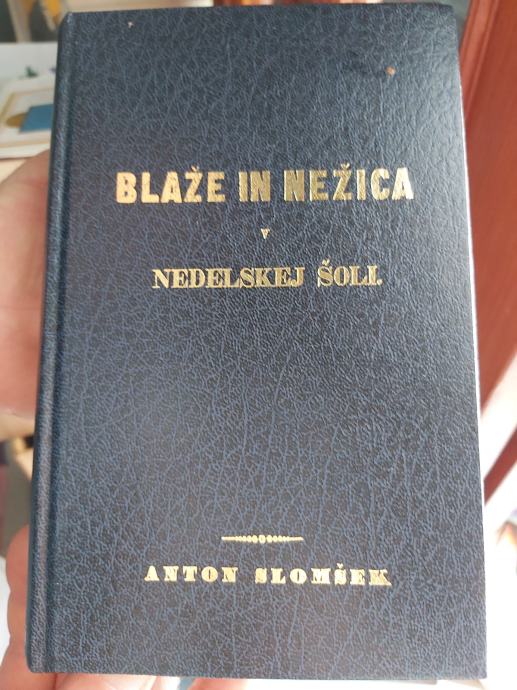 BLAŽE IN NEŽICA
V
NEDELSKEJ ŠOLI.
ANTON SLOMŠEK